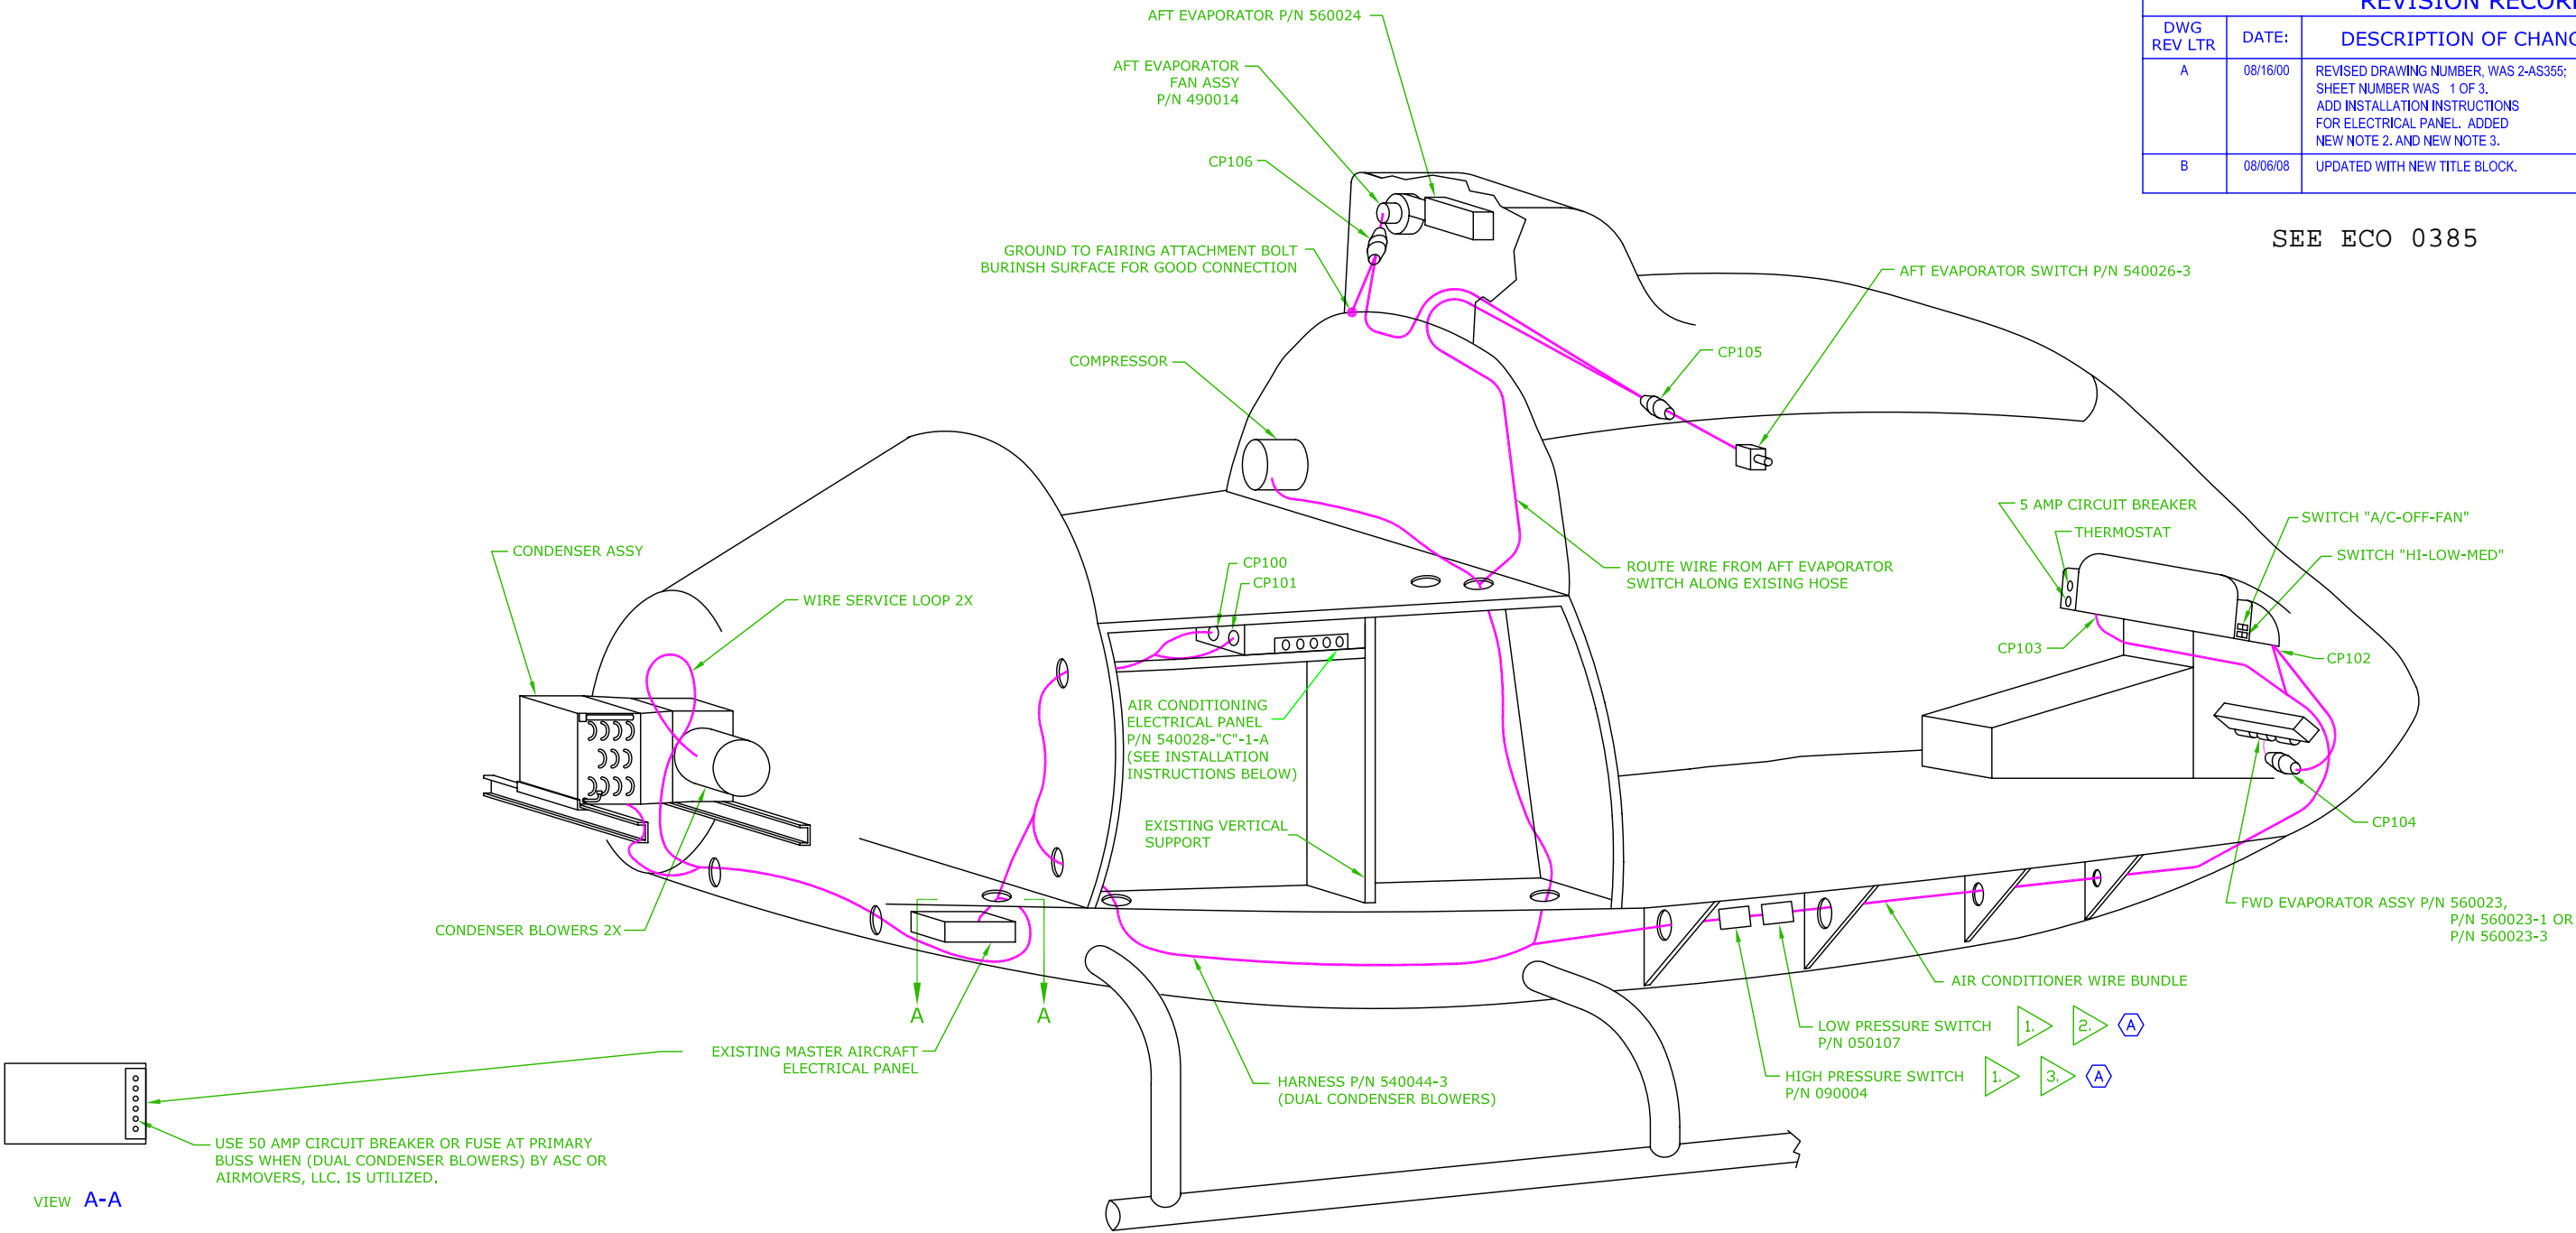 AFT EVAPORATOR P/N 560024
AFT EVAPORATOR
FAN ASSY
P/N 490014
CP106
GROUND TO FAIRING ATTACHMENT BOLT
BURINSH SURFACE FOR GOOD CONNECTION
COMPRESSOR
REVISION RECOR
DWG
REV LTR
DATE:
DESCRIPTION OF CHAN
A
08/16/00
REVISED DRAWING NUMBER, WAS 2-AS355;
SHEET NUMBER WAS 1 OF 3.
ADD INSTALLATION INSTRUCTIONS
FOR ELECTRICAL PANEL. ADDED
NEW NOTE 2. AND NEW NOTE 3.
B
08/06/08
UPDATED WITH NEW TITLE BLOCK.
SEE ECO 0385
AFT EVAPORATOR SWITCH P/N 540026-3
CP105
5 AMP CIRCUIT BREAKER
THERMOSTAT
SWITCH "A/C-OFF-FAN"
SWITCH "HI-LOW-MED"
CONDENSER ASSY
WIRE SERVICE LOOP 2X
CP100
CP101
ROUTE WIRE FROM AFT EVAPORATOR
SWITCH ALONG EXISING HOSE
CP103
CP102
AIR CONDITIONING
ELECTRICAL PANEL
P/N 540028-"C"-1-A
(SEE INSTALLATION
INSTRUCTIONS BELOW)
EXISTING VERTICAL
SUPPORT
CP104
FWD EVAPORATOR ASSY P/N 560023,
P/N 560023-1 OR
P/N 560023-3
CONDENSER BLOWERS 2X
A
A
AIR CONDITIONER WIRE BUNDLE
LOW PRESSURE SWITCH
P/N 050107
1.
2.
A
HIGH PRESSURE SWITCH
P/N 090004
1.
3.
A
EXISTING MASTER AIRCRAFT
ELECTRICAL PANEL
HARNESS P/N 540044-3
(DUAL CONDENSER BLOWERS)
USE 50 AMP CIRCUIT BREAKER OR FUSE AT PRIMARY
BUSS WHEN (DUAL CONDENSER BLOWERS) BY ASC OR
AIRMOVERS, LLC. IS UTILIZED.
VIEW A-A